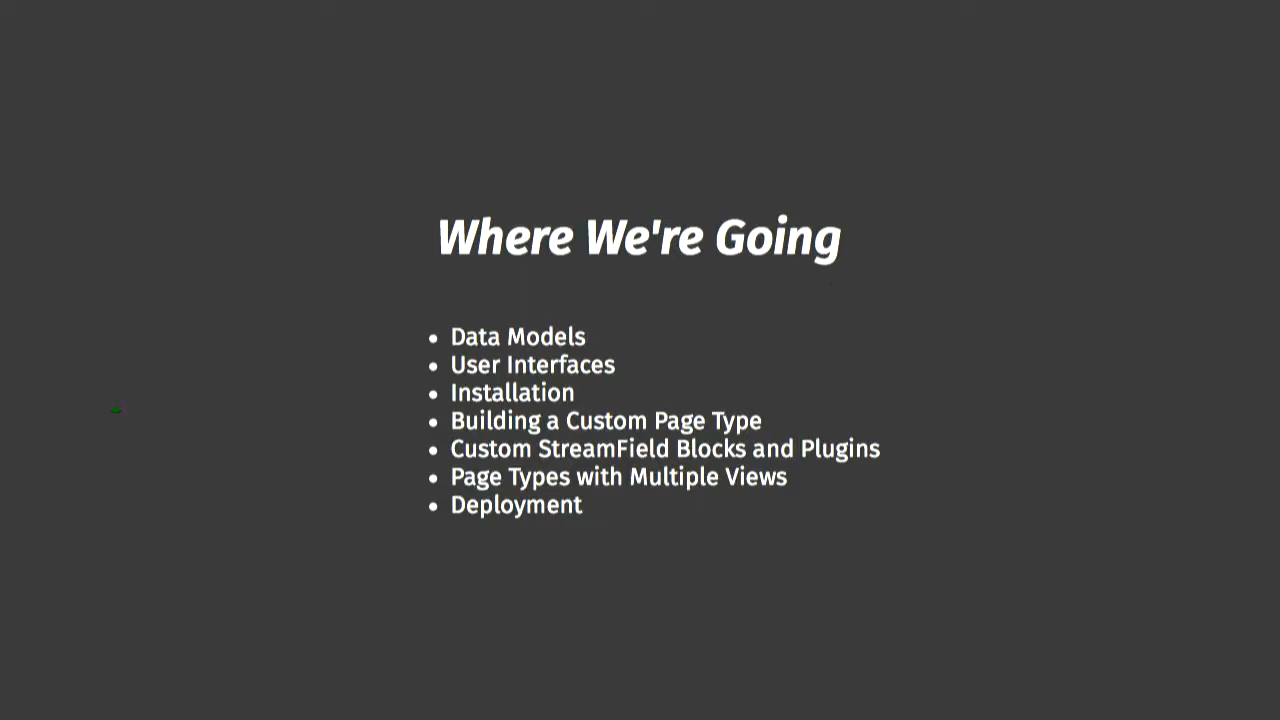 Where We're Going
• Data Models
• User Interfaces
• Installation
• Building a Custom Page Type
• Custom StreamField Blocks and Plugins
• Page Types with Multiple Views
• Deployment